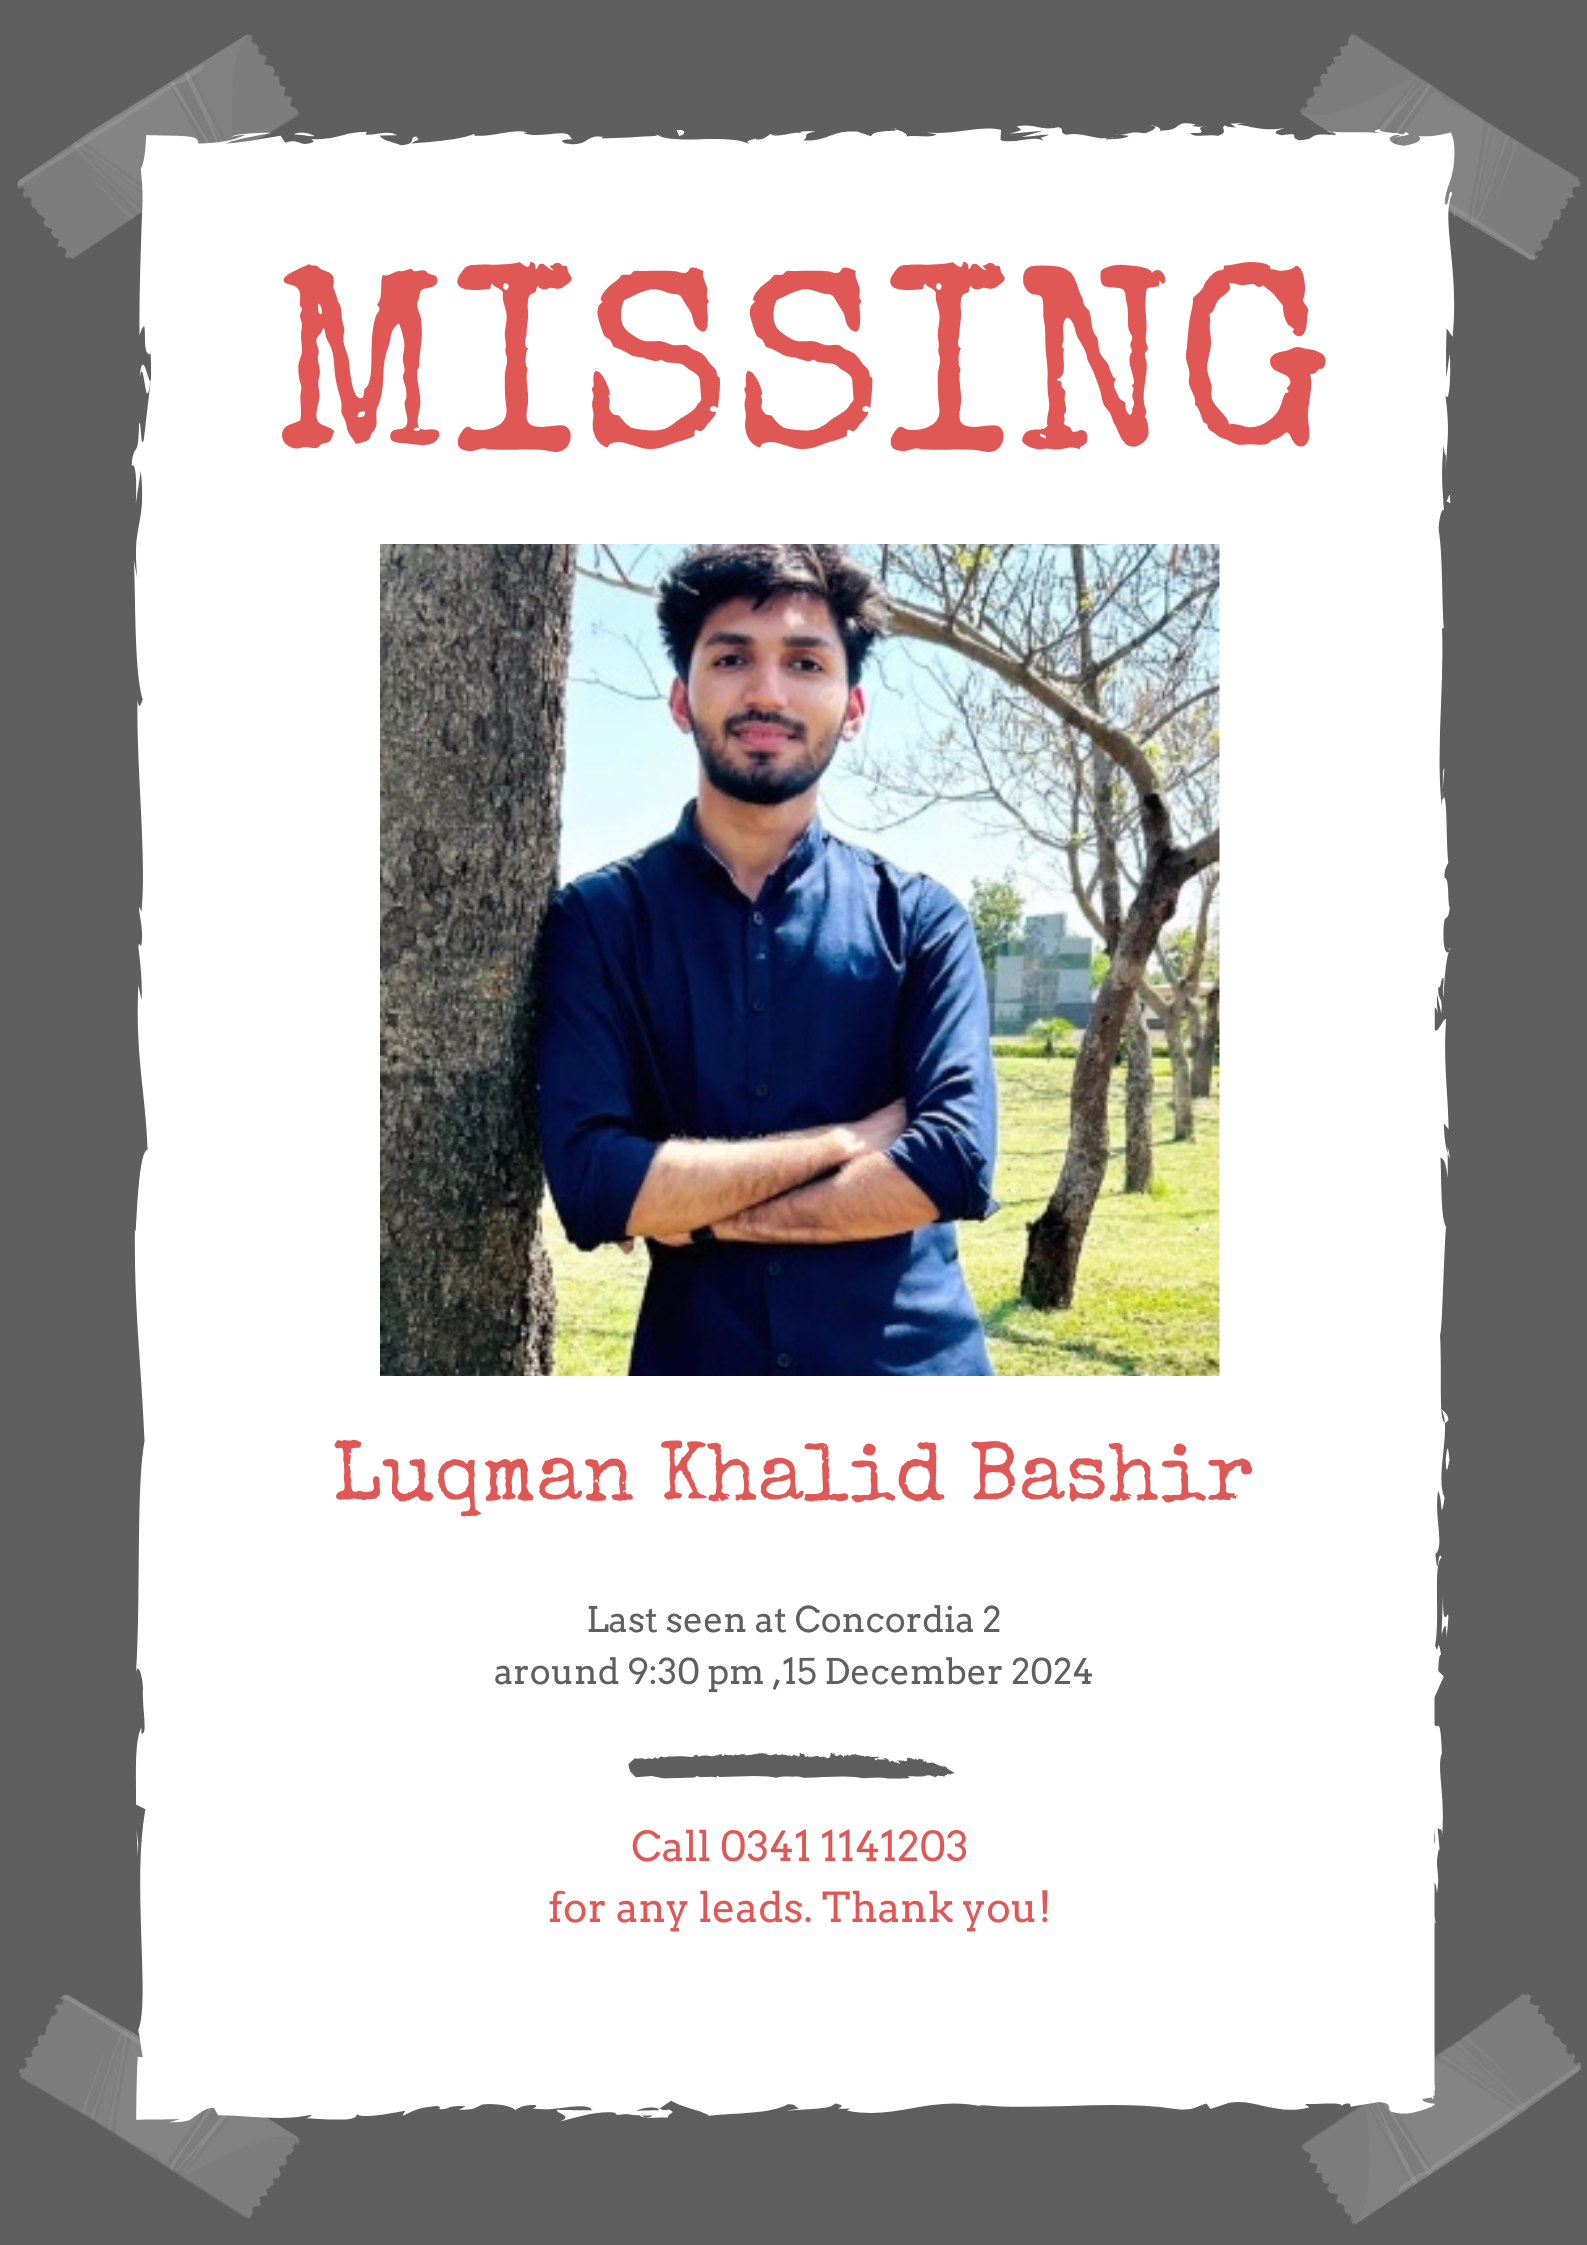 MISSING
Luqman Khalid Bashir
Last seen at Concordia 2
around 9:30 pm ,15 December 2024
Call 0341 1141203
for any leads. Thank you!